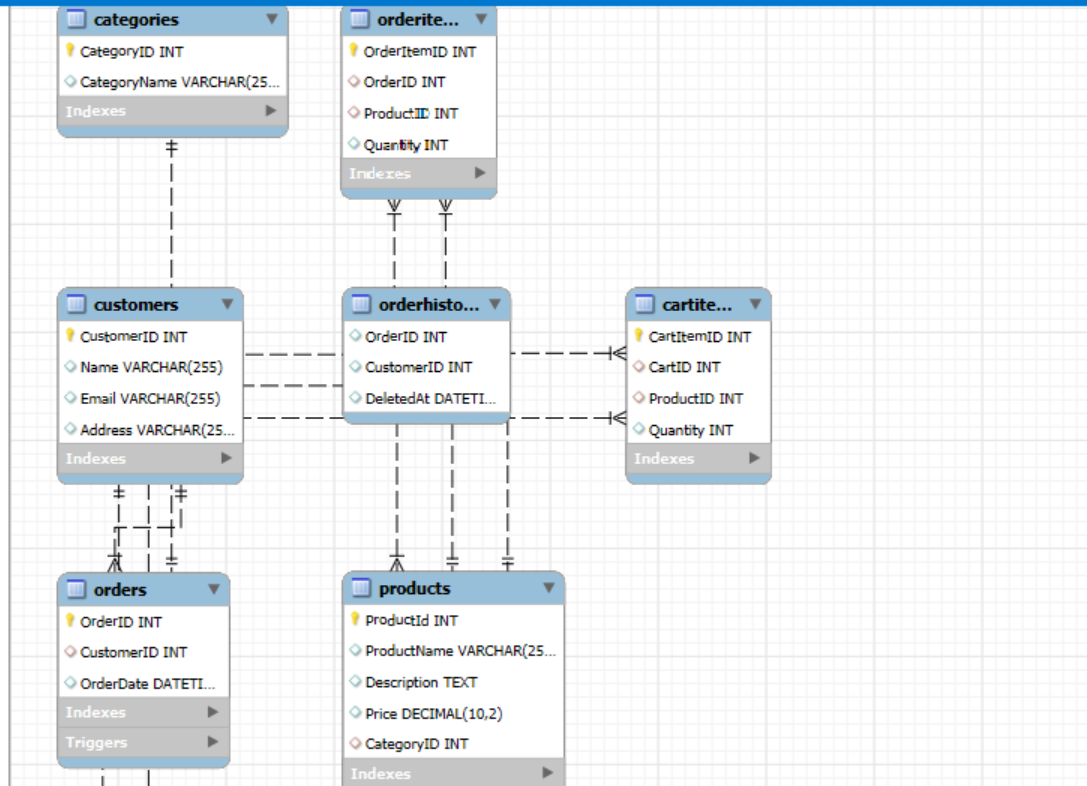 categories
CategoryID INT
CategoryName VARCHAR(25...
Indexes
orderite...
OrderItemID INT
OrderID INT
ProductID INT
Quantity INT
Indexes
customers
CustomerID INT
Name VARCHAR(255)
Email VARCHAR(255)
Address VARCHAR(25...
Indexes
orderhisto...
OrderID INT
CustomerID INT
DeletedAt DATETI...
cartite...
CartItemID INT
CartID INT
ProductID INT
Quantity INT
Indexes
orders
OrderID INT
CustomerID INT
OrderDate DATETI...
Indexes
Triggers
products
ProductId INT
ProductName VARCHAR(25...
Description TEXT
Price DECIMAL(10,2)
CategoryID INT
Indexes